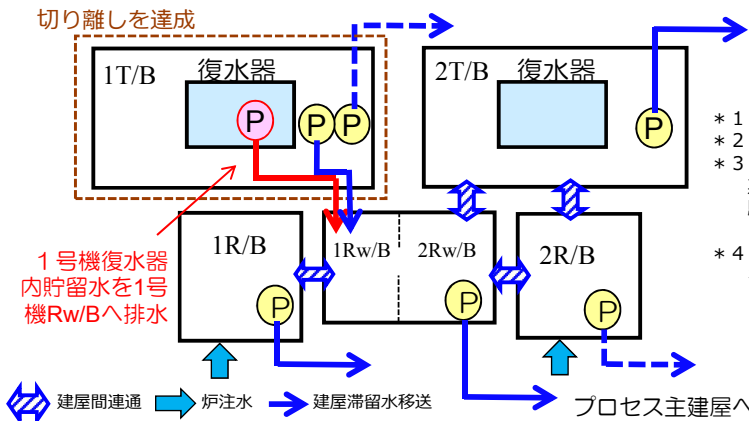 切り離しを達成
1T/B
復水器
P
P
P
2T/B
復水器
P
＊1
＊2
＊3
＊4
1号機復水器
内貯留水を1号
機Rw/Bへ排水
1R/B
P
1Rw/B
2Rw/B
P
2R/B
P
建屋間連通
炉注水
建屋滞留水移送
プロセス主建屋へ